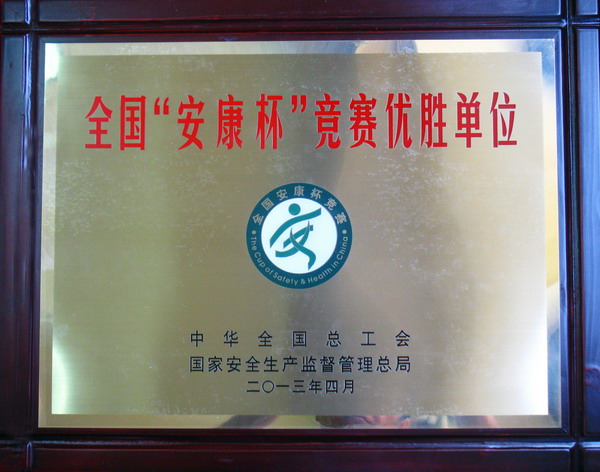 全国“安康杯”竞赛优胜单位
全国安康杯竞赛
The Cup of Safety & Health in China
中华全国总工会
国家安全生产监督管理总局
二〇一三年四月